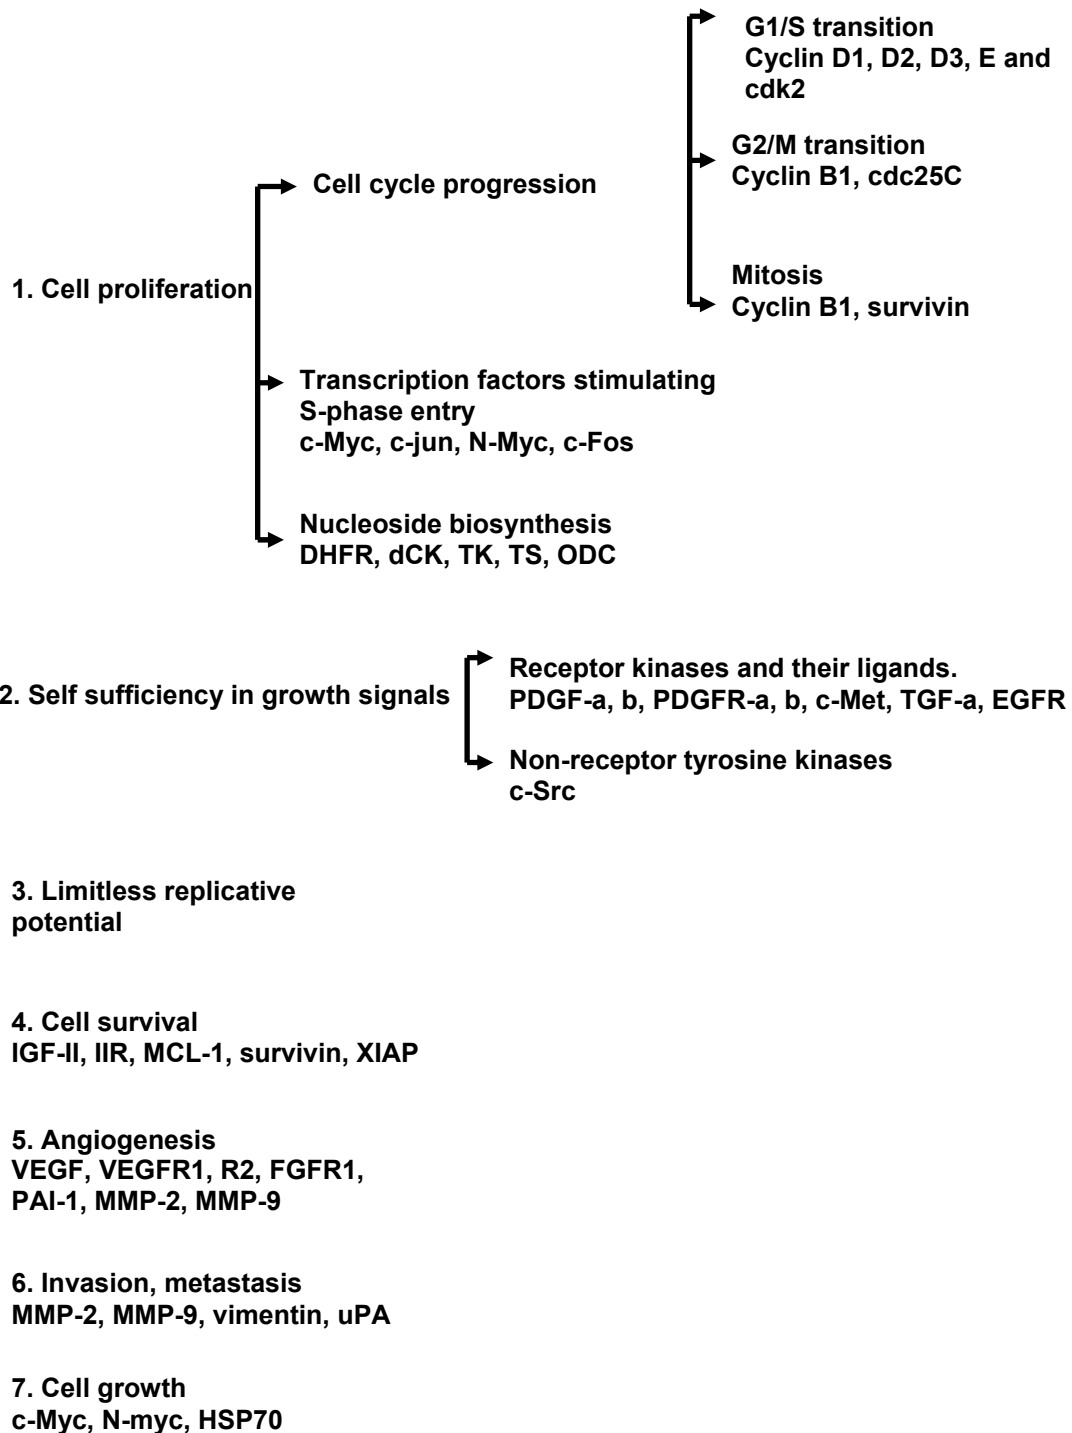 G1/S transition
Cyclin D1, D2, D3, E and
cdk2
G2/M transition
Cyclin B1, cdc25C
Cell cycle progression
Mitosis
Cyclin B1, survivin
1. Cell proliferation
Transcription factors stimulating
S-phase entry
c-Myc, c-jun, N-Myc, c-Fos
Nucleoside biosynthesis
DHFR, dCK, TK, TS, ODC
2. Self sufficiency in growth signals
Receptor kinases and their ligands.
PDGF-a, b, PDGFR-a, b, c-Met, TGF-a, EGFR
Non-receptor tyrosine kinases
c-Src
3. Limitless replicative
potential
4. Cell survival
IGF-II, IIR, MCL-1, survivin, XIAP
5. Angiogenesis
VEGF, VEGFR1, R2, FGFR1,
PAI-1, MMP-2, MMP-9
6. Invasion, metastasis
MMP-2, MMP-9, vimentin, uPA
7. Cell growth
c-Myc, N-myc, HSP70